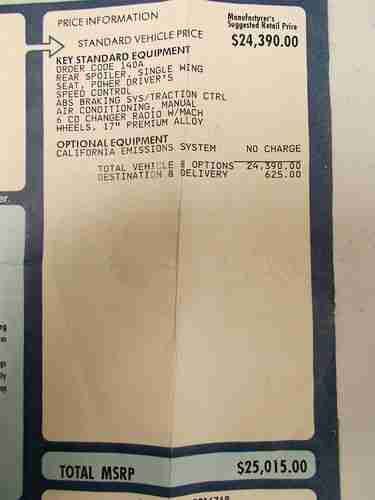 PRICE INFORMATION
Manufacturer's
Suggested Retail Price
STANDARD VEHICLE PRICE $24,390.00
KEY STANDARD EQUIPMENT
ORDER CODE 140A
REAR SPOILER, SINGLE WING
SEAT, POWER DRIVER'S
SPEED CONTROL
ABS BRAKING SYS/TRACTION CTRL
AIR CONDITIONING, MANUAL
6 CD CHANGER RADIO W/MACH
WHEELS, 17" PREMIUM ALLOY
OPTIONAL EQUIPMENT
CALIFORNIA EMISSIONS SYSTEM NO CHARGE
TOTAL VEHICLE & OPTIONS 24,390.00
DESTINATION & DELIVERY 625.00
TOTAL MSRP $25,015.00